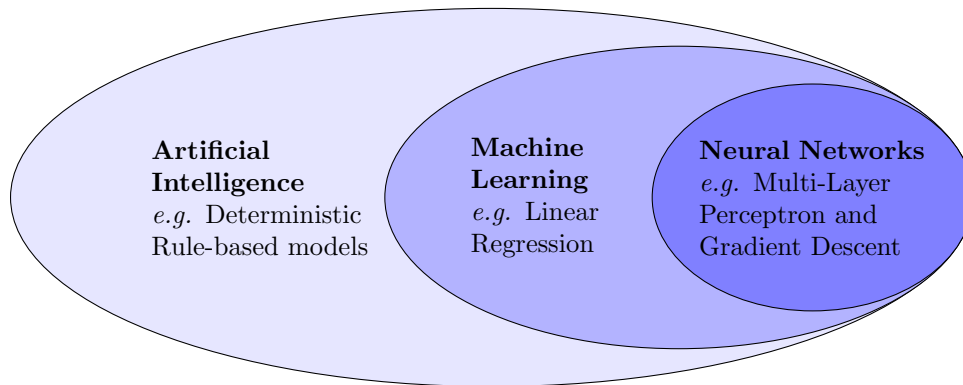 Artificial
Intelligence
e.g. Deterministic
Rule-based models
Machine
Learning
e.g. Linear
Regression
Neural Networks
e.g. Multi-Layer
Perceptron and
Gradient Descent